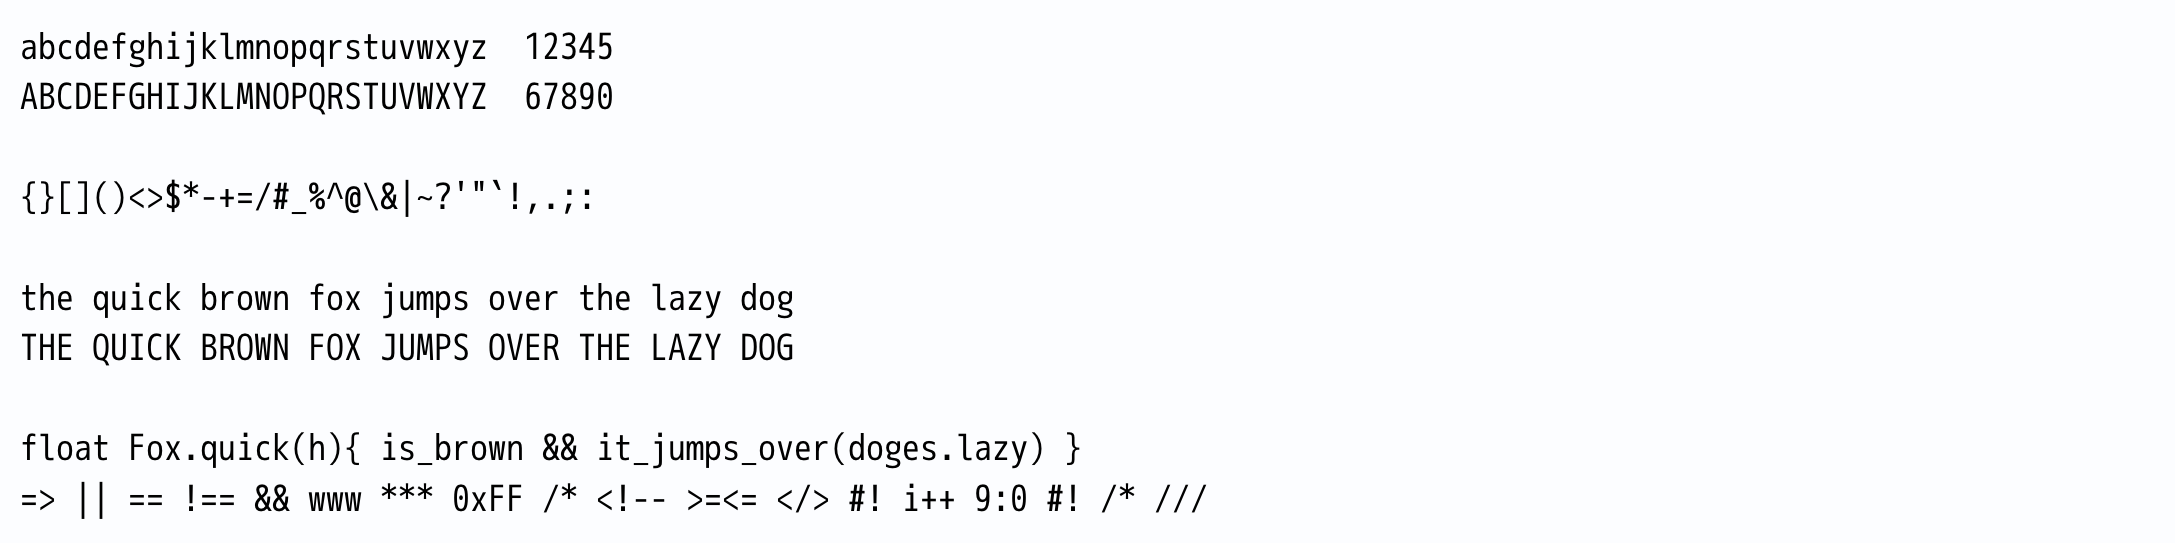 abcdefghijklmnopqrstuvwxyz  12345
ABCDEFGHIJKLMNOPQRSTUVWXYZ  67890
{}[]()<>$*-+=/#_%^@\&|~?'"`!,.;:
the quick brown fox jumps over the lazy dog
THE QUICK BROWN FOX JUMPS OVER THE LAZY DOG
float Fox.quick(h){ is_brown && it_jumps_over(doges.lazy) }
=> || == !== && www *** 0xFF /* <!-- >=<= </> #! i++ 9:0 #! /* ///